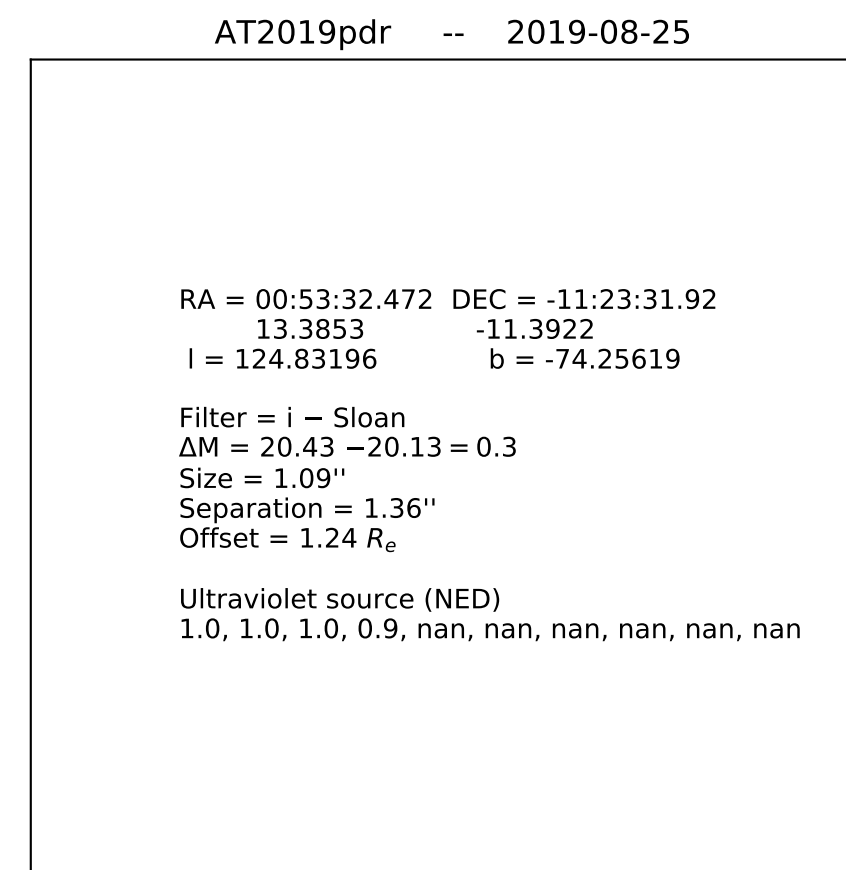 AT2019pdr -- 2019-08-25
RA = 00:53:32.472 DEC = -11:23:31.92
13.3853 -11.3922
l = 124.83196 b = -74.25619
Filter = i − Sloan
ΔM = 20.43 −20.13 = 0.3
Size = 1.09''
Separation = 1.36''
Offset = 1.24 Re
Ultraviolet source (NED)
1.0, 1.0, 1.0, 0.9, nan, nan, nan, nan, nan, nan